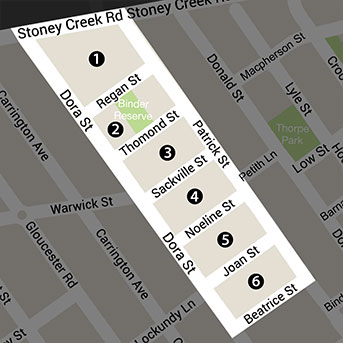 Stoney Creek Rd Stoney Creek Rd
1
Regan St
Dora St
Binder
Reserve
2
Thomond St
3
Patrick St
Sackville St
4
Noeline St
Dora St
5
Joan St
6
Beatrice St
Carrington Ave
Warwick St
Gloucester Rd
Carrington Ave
Lockundy Ln
Donald St
Macpherson St
Lyle St
Thorpe
Park
Low St
Pelith Ln